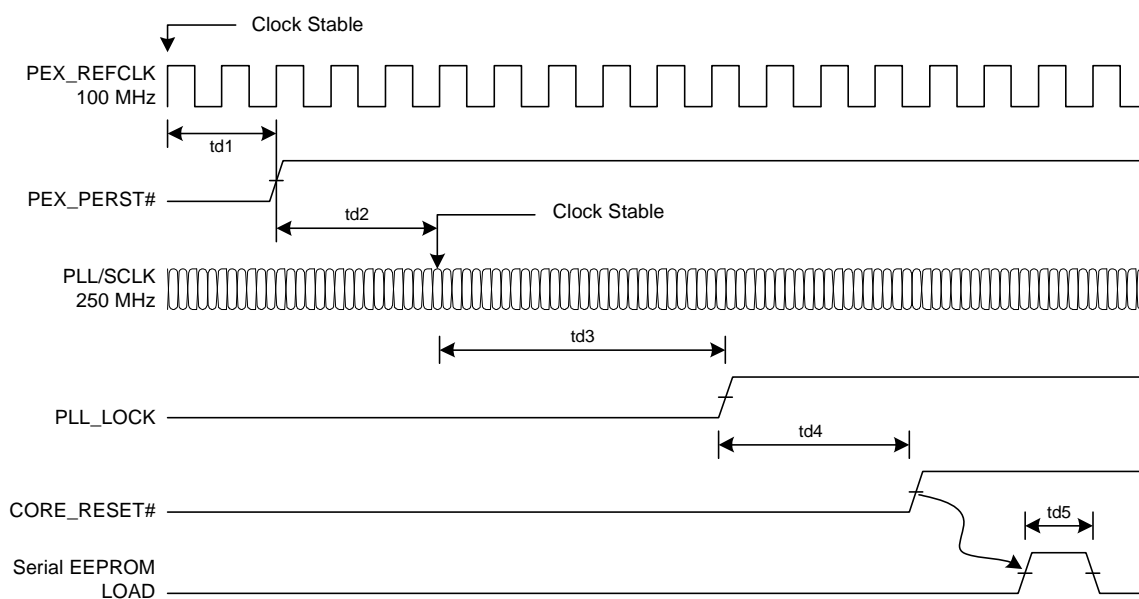 Clock Stable
PEX_REFCLK
100 MHz
td1
PEX_PERST#
td2
Clock Stable
PLL/SCLK
250 MHz
td3
PLL_LOCK
td4
CORE_RESET#
td5
Serial EEPROM
LOAD